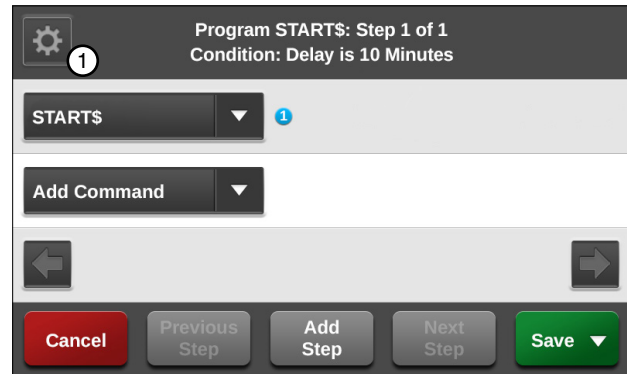 Program START$: Step 1 of 1
Condition: Delay is 10 Minutes
1
START$
1
Add Command
Cancel
Previous
Step
Add
Step
Next
Step
Save